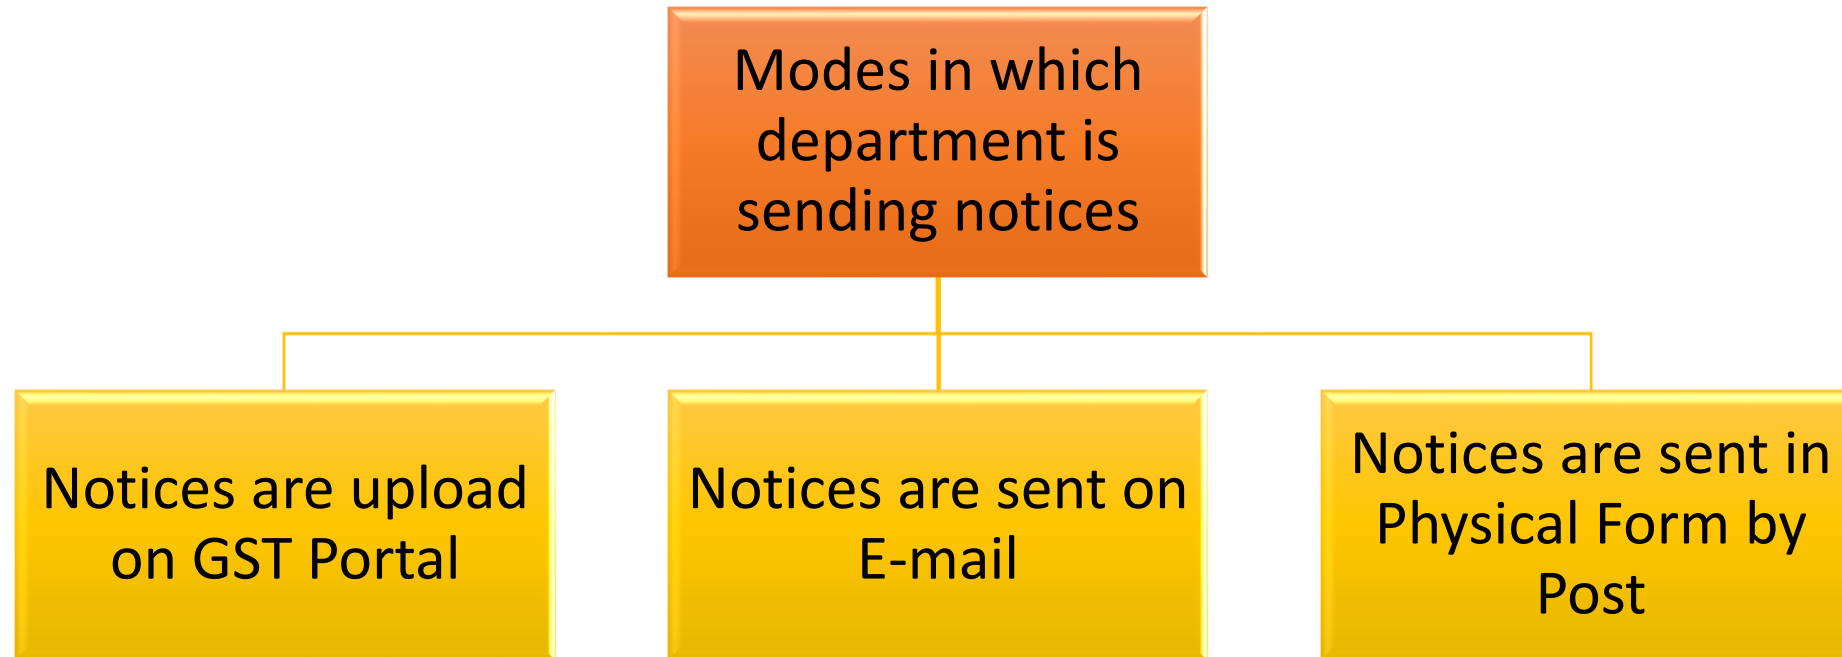 Modes in which
department is
sending notices
Notices are upload
on GST Portal
Notices are sent on
E-mail
Notices are sent in
Physical Form by
Post